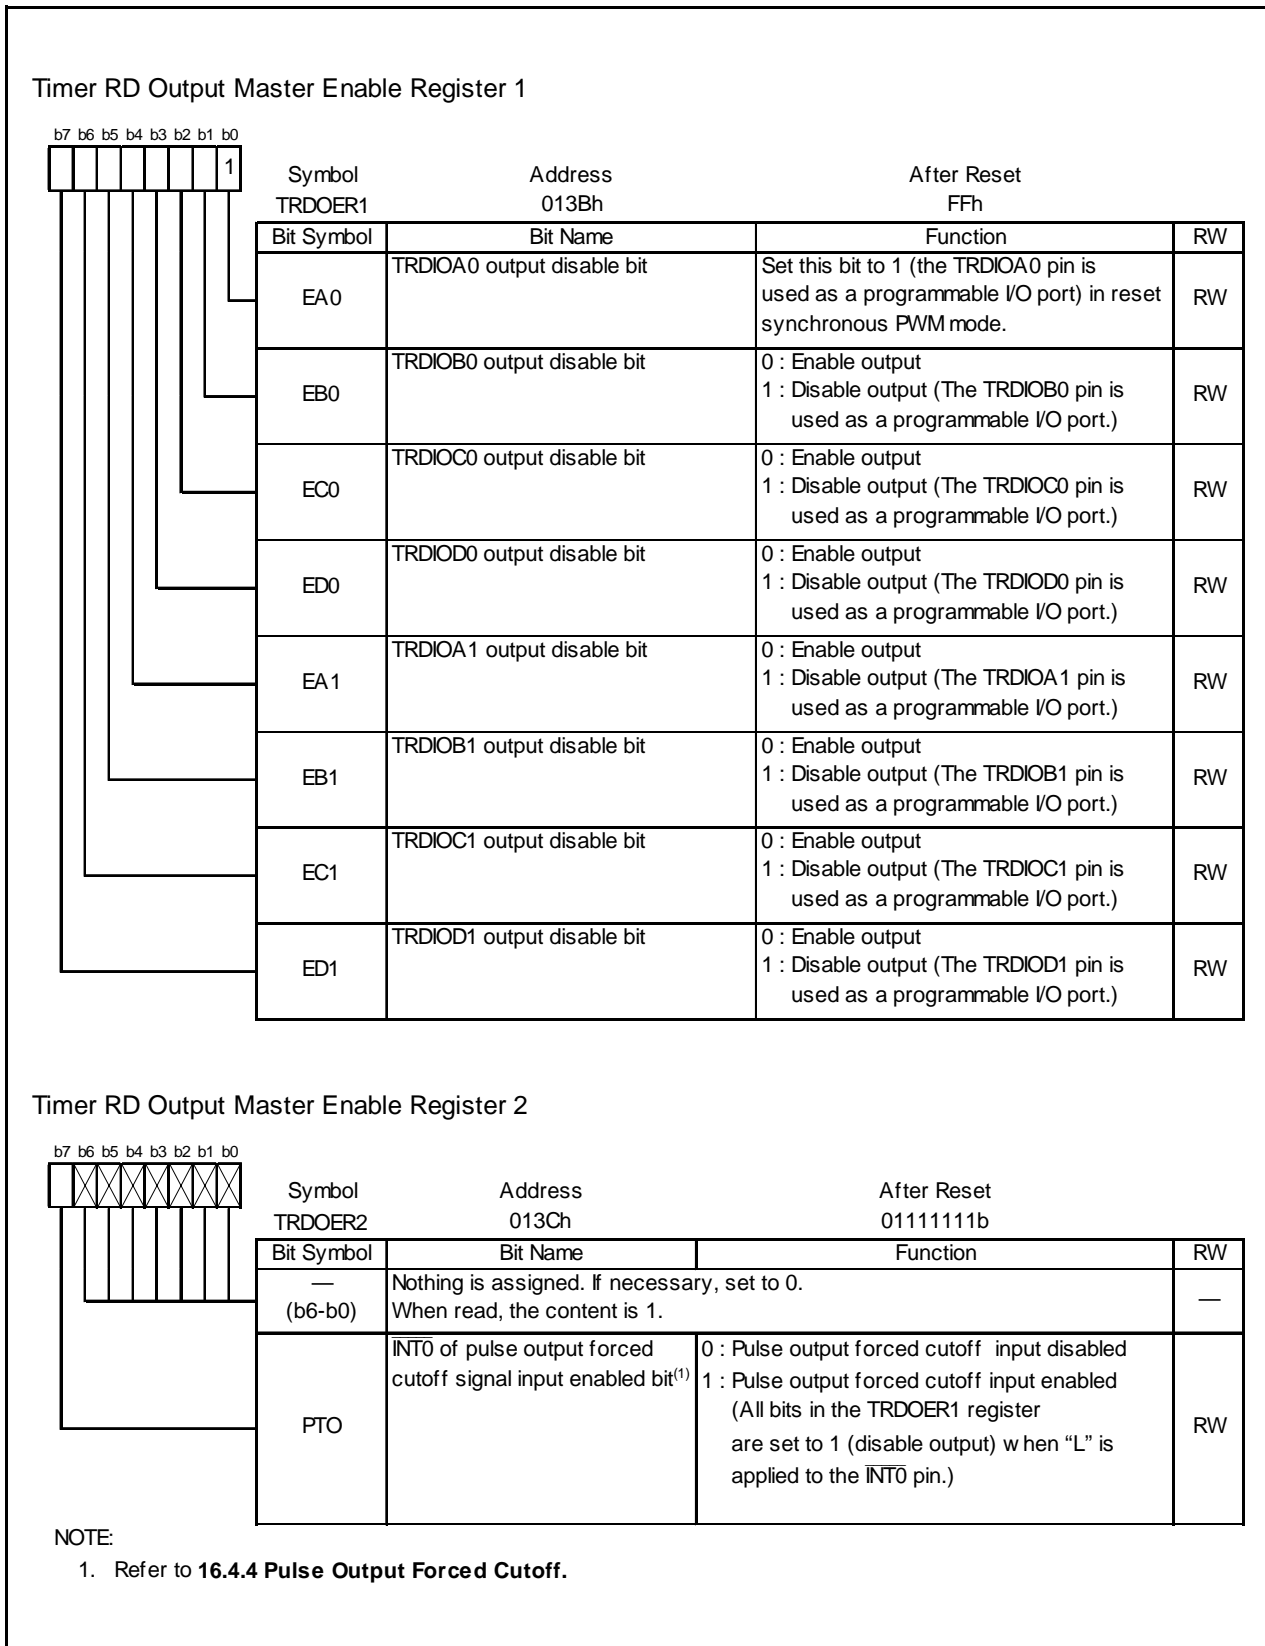 Timer RD Output Master Enable Register 1
b7 b6 b5 b4 b3 b2 b1 b0
1
Symbol Address After Reset
TRDOER1 013Bh FFh
Bit Symbol Bit Name Function RW
EA0 TRDIOA0 output disable bit Set this bit to 1 (the TRDIOA0 pin is
used as a programmable I/O port) in reset
synchronous PWM mode. RW
EB0 TRDIOB0 output disable bit 0 : Enable output
1 : Disable output (The TRDIOB0 pin is
used as a programmable I/O port.) RW
EC0 TRDIOC0 output disable bit 0 : Enable output
1 : Disable output (The TRDIOC0 pin is
used as a programmable I/O port.) RW
ED0 TRDIOD0 output disable bit 0 : Enable output
1 : Disable output (The TRDIOD0 pin is
used as a programmable I/O port.) RW
EA1 TRDIOA1 output disable bit 0 : Enable output
1 : Disable output (The TRDIOA1 pin is
used as a programmable I/O port.) RW
EB1 TRDIOB1 output disable bit 0 : Enable output
1 : Disable output (The TRDIOB1 pin is
used as a programmable I/O port.) RW
EC1 TRDIOC1 output disable bit 0 : Enable output
1 : Disable output (The TRDIOC1 pin is
used as a programmable I/O port.) RW
ED1 TRDIOD1 output disable bit 0 : Enable output
1 : Disable output (The TRDIOD1 pin is
used as a programmable I/O port.) RW
Timer RD Output Master Enable Register 2
b7 b6 b5 b4 b3 b2 b1 b0
Symbol Address After Reset
TRDOER2 013Ch 01111111b
Bit Symbol Bit Name Function RW
— Nothing is assigned. If necessary, set to 0.
(b6-b0) When read, the content is 1. —
PTO I̅N̅T̅0̅ of pulse output forced
cutoff signal input enabled bit(1)
0 : Pulse output forced cutoff input disabled
1 : Pulse output forced cutoff input enabled
(All bits in the TRDOER1 register
are set to 1 (disable output) when “L” is
applied to the I̅N̅T̅0̅ pin.) RW
NOTE:
1. Refer to 16.4.4 Pulse Output Forced Cutoff.